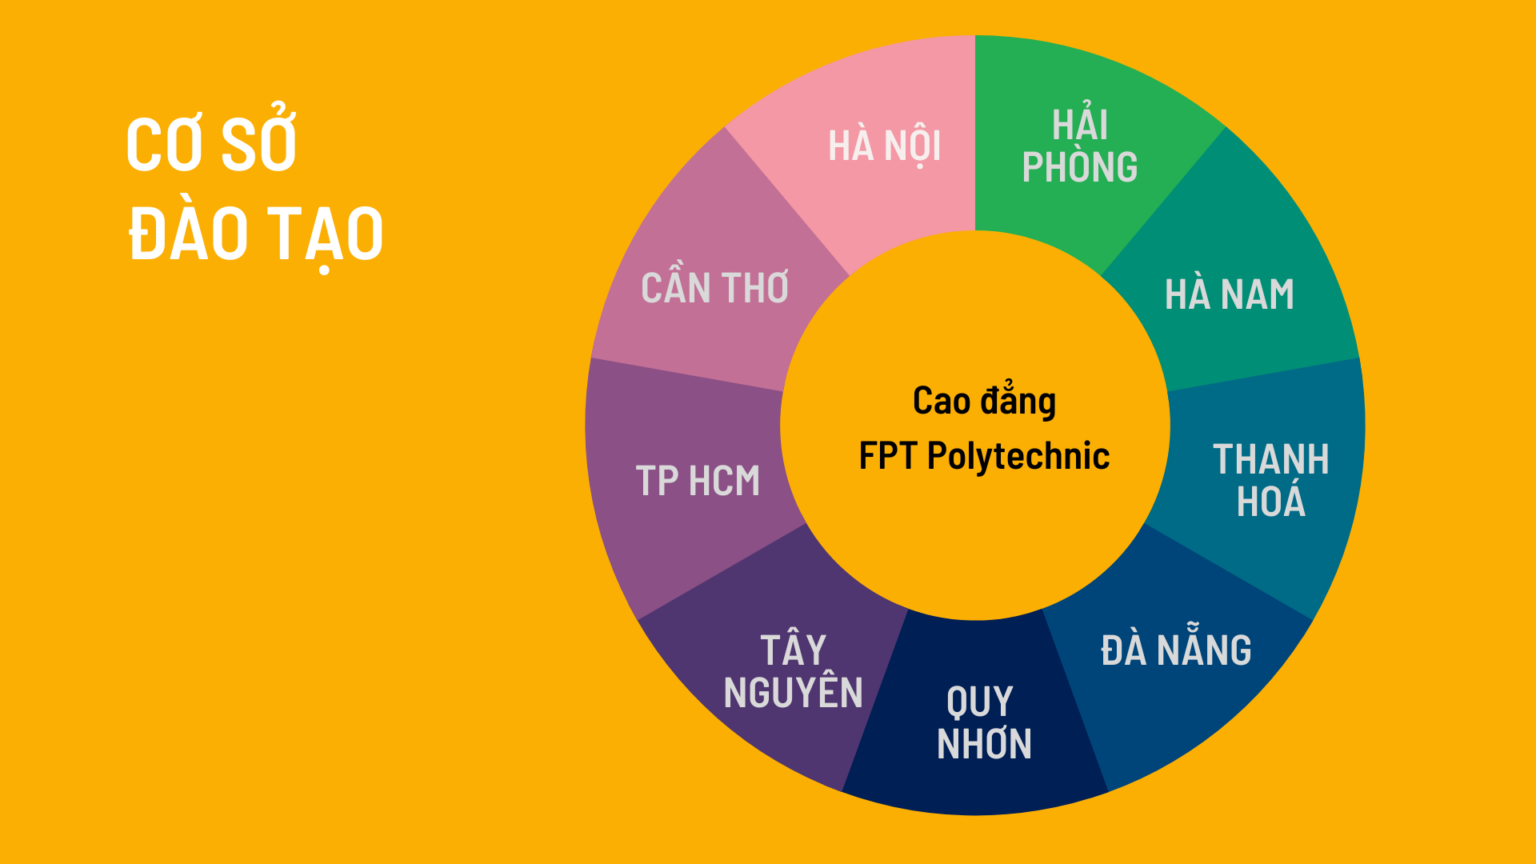 CƠ SỞ
ĐÀO TẠO
HÀ NỘI
HẢI
PHÒNG
HÀ NAM
THANH
HOÁ
ĐÀ NẴNG
QUY
NHƠN
TÂY
NGUYÊN
TP HCM
CẦN THƠ
Cao đẳng
FPT Polytechnic